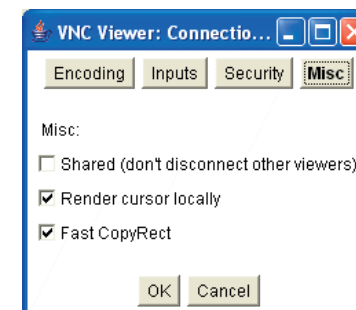 VNC Viewer: Connectio...
Encoding Inputs Security Misc
Misc:
Shared (don't disconnect other viewers)
Render cursor locally
Fast CopyRect
OK Cancel